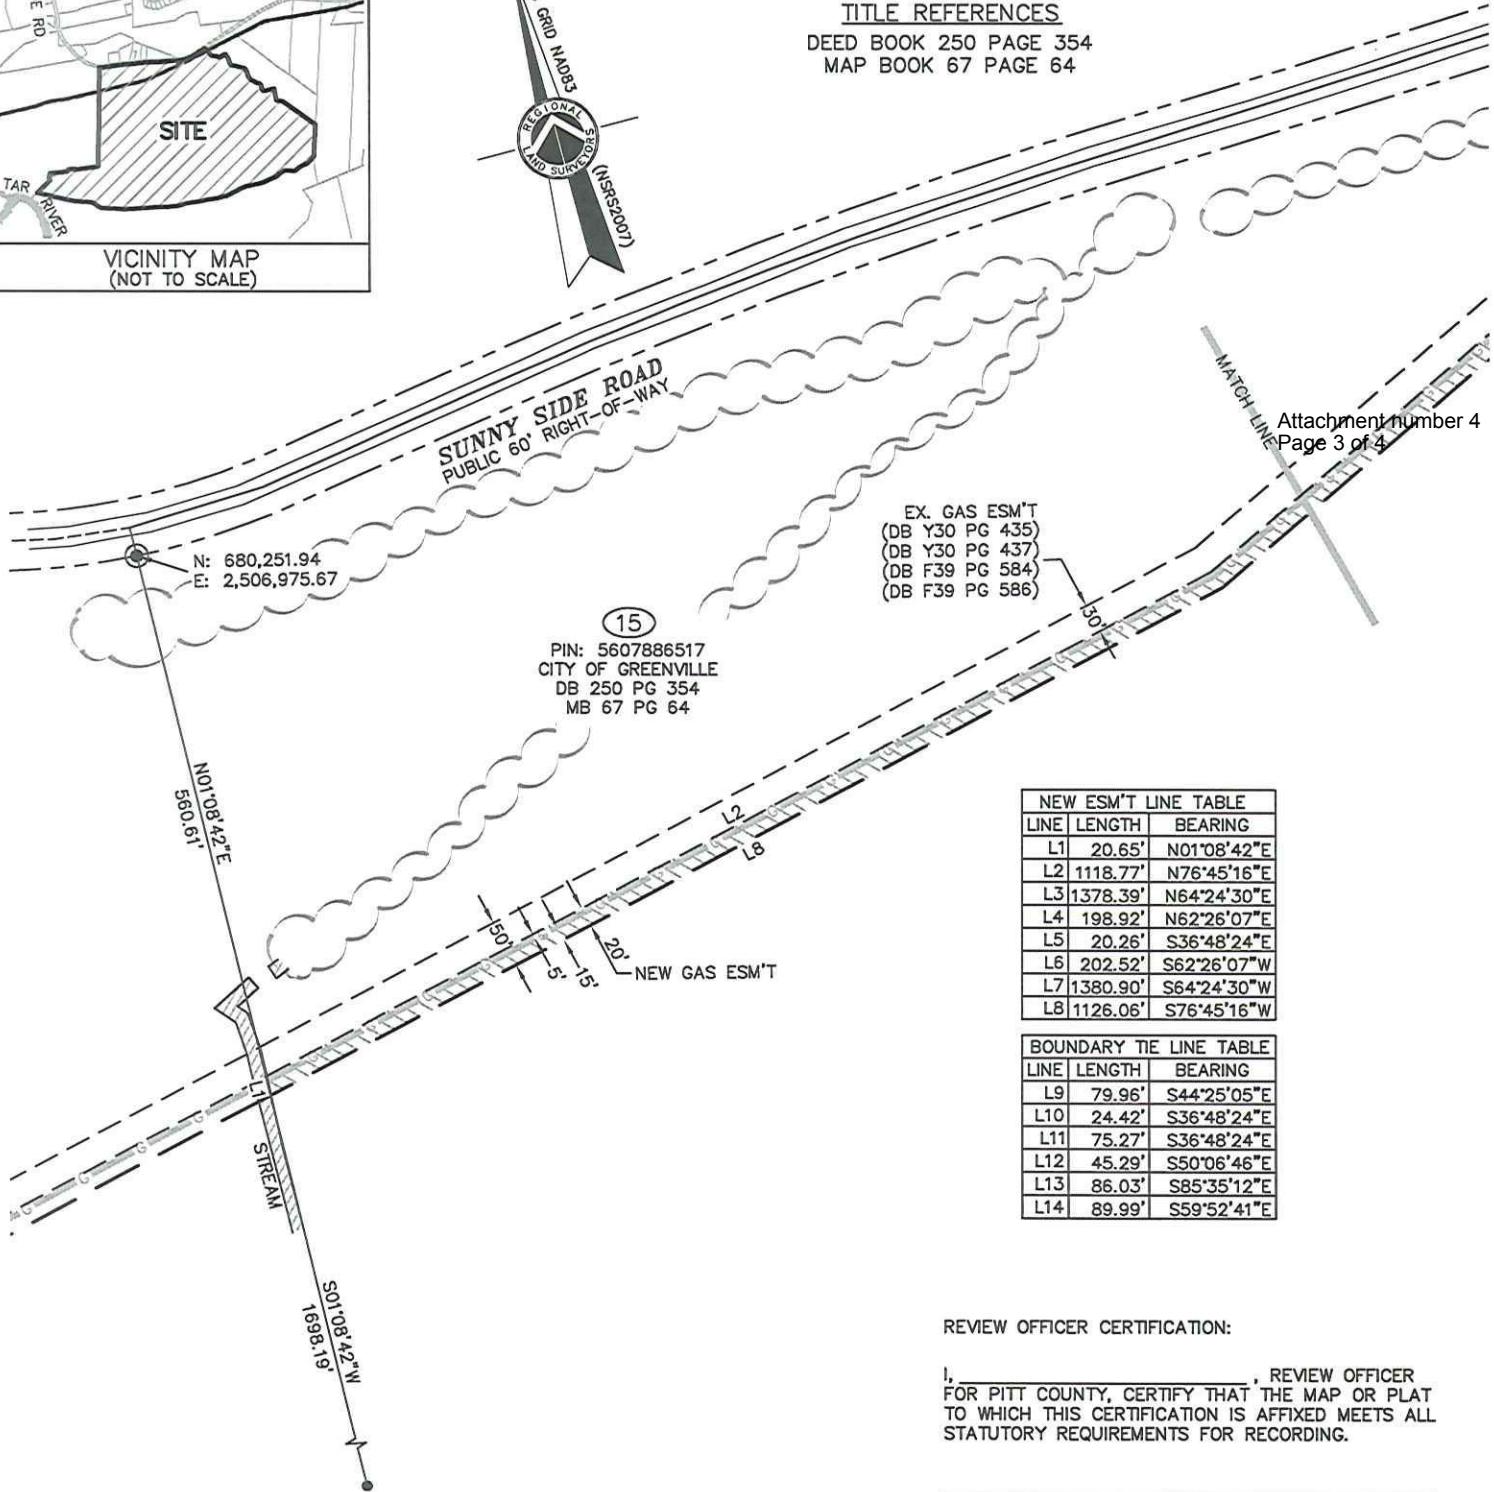 E RD
SITE
TAR
RIVER
VICINITY MAP
(NOT TO SCALE)
GRID NAD83
REGIONAL
LAND SURVEYORS
(NSRS2007)
TITLE REFERENCES
DEED BOOK 250 PAGE 354
MAP BOOK 67 PAGE 64
SUNNY SIDE ROAD
PUBLIC 60' RIGHT-OF-WAY
MATCH LINE
Attachment number 4
Page 3 of 4
N: 680,251.94
E: 2,506,975.67
EX. GAS ESM'T
(DB Y30 PG 435)
(DB Y30 PG 437)
(DB F39 PG 584)
(DB F39 PG 586)
30'
15
PIN: 5607886517
CITY OF GREENVILLE
DB 250 PG 354
MB 67 PG 64
N01°08'42"E
560.61'
L2
L8
50'
5'
15'
20'
NEW GAS ESM'T
L1
STREAM
G G G
S01°08'42"W
1698.19'
NEW ESM'T LINE TABLE
LINE LENGTH BEARING
L1 20.65' N01°08'42"E
L2 1118.77' N76°45'16"E
L3 1378.39' N64°24'30"E
L4 198.92' N62°26'07"E
L5 20.26' S36°48'24"E
L6 202.52' S62°26'07"W
L7 1380.90' S64°24'30"W
L8 1126.06' S76°45'16"W
BOUNDARY TIE LINE TABLE
LINE LENGTH BEARING
L9 79.96' S44°25'05"E
L10 24.42' S36°48'24"E
L11 75.27' S36°48'24"E
L12 45.29' S50°06'46"E
L13 86.03' S85°35'12"E
L14 89.99' S59°52'41"E
REVIEW OFFICER CERTIFICATION:
I, ________________________ , REVIEW OFFICER
FOR PITT COUNTY, CERTIFY THAT THE MAP OR PLAT
TO WHICH THIS CERTIFICATION IS AFFIXED MEETS ALL
STATUTORY REQUIREMENTS FOR RECORDING.